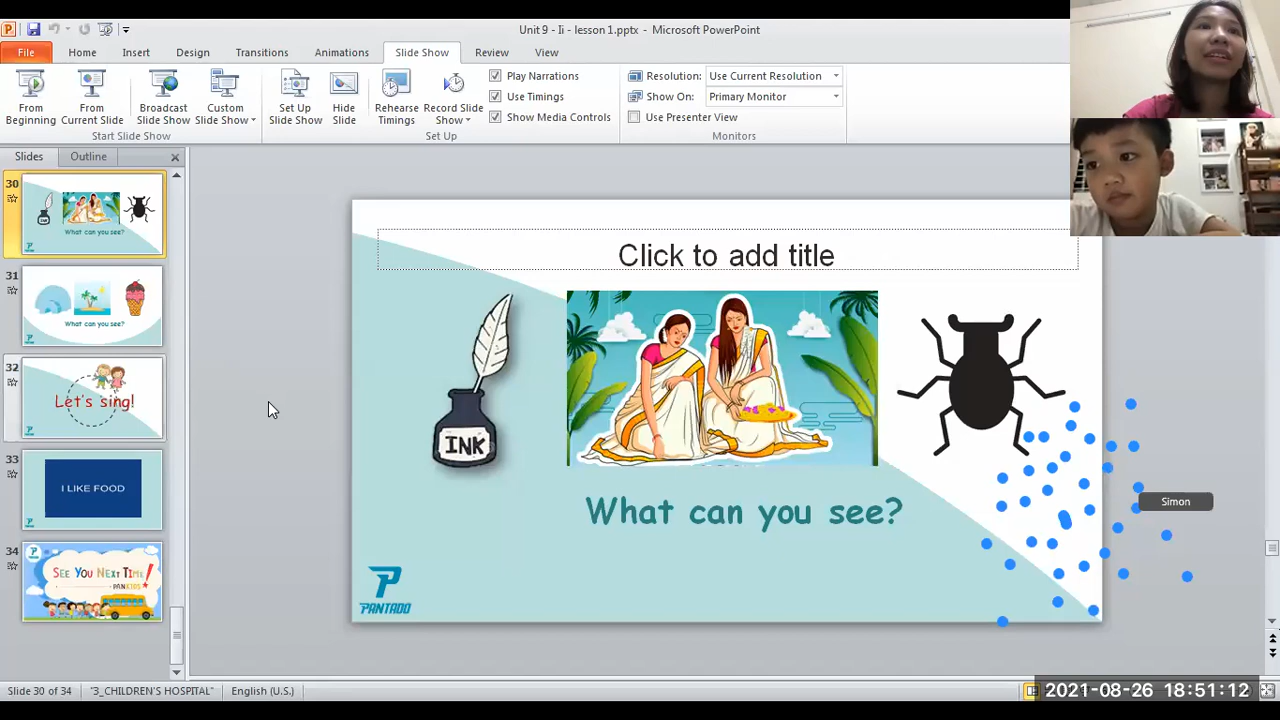 Unit 9 - Ii - lesson 1.pptx - Microsoft PowerPoint
File Home Insert Design Transitions Animations Slide Show Review View
From Beginning
From Current Slide
Broadcast Slide Show
Custom Slide Show
Set Up Slide Show
Hide Slide
Rehearse Timings
Record Slide Show
Play Narrations
Use Timings
Show Media Controls
Resolution: Use Current Resolution
Show On: Primary Monitor
Use Presenter View
Start Slide Show
Set Up
Monitors
Slides Outline
30
INK
What can you see?
31
What can you see?
32
Let's sing!
33
I LIKE FOOD
34
SEE YOU NEXT TIME!
PANKIDS
Click to add title
INK
What can you see?
PANTADO
Simon
Slide 30 of 34
"3_CHILDREN'S HOSPITAL"
English (U.S.)
2021-08-26 18:51:12